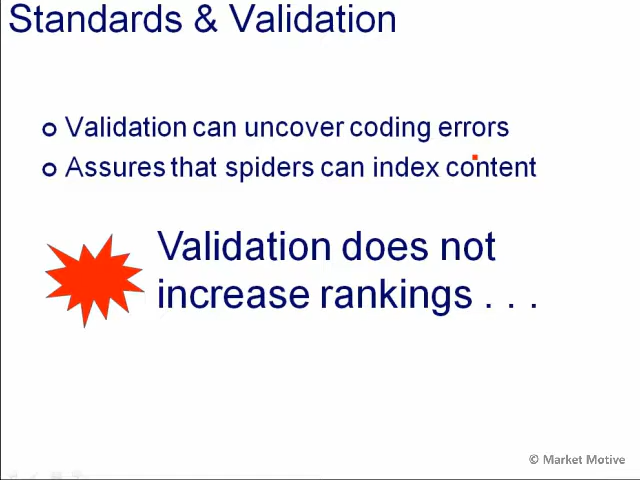 Standards & Validation
Validation can uncover coding errors
Assures that spiders can index content
Validation does not
increase rankings . . .
© Market Motive